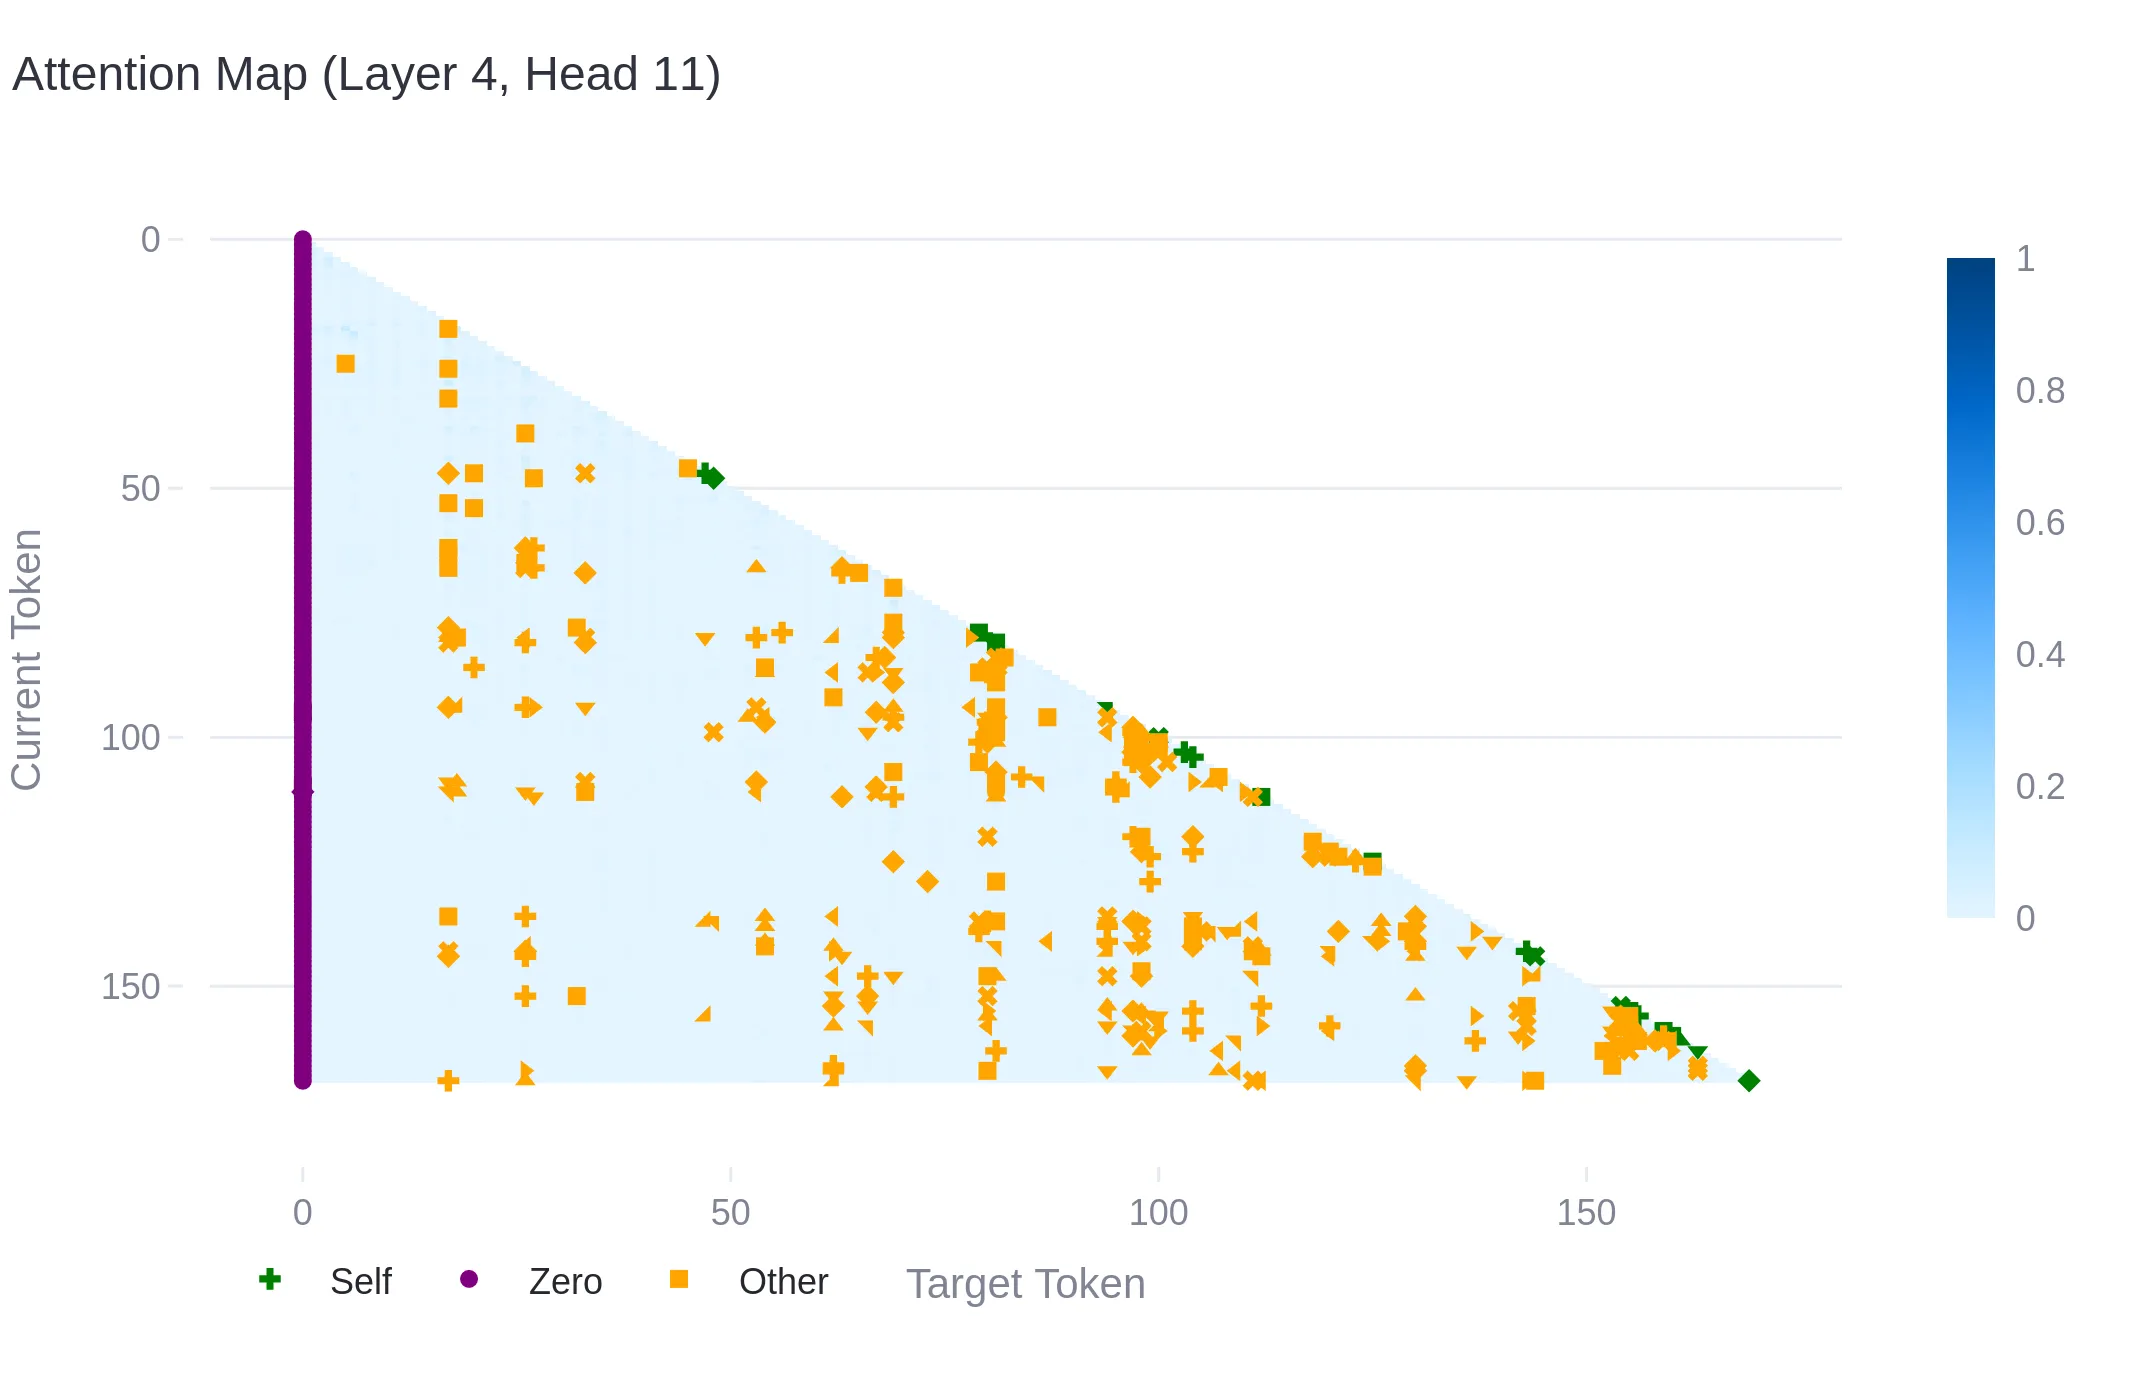 Attention Map (Layer 4, Head 11)
0
50
100
150
Current Token
1
0.8
0.6
0.4
0.2
0
0 50 100 150
Self Zero Other Target Token